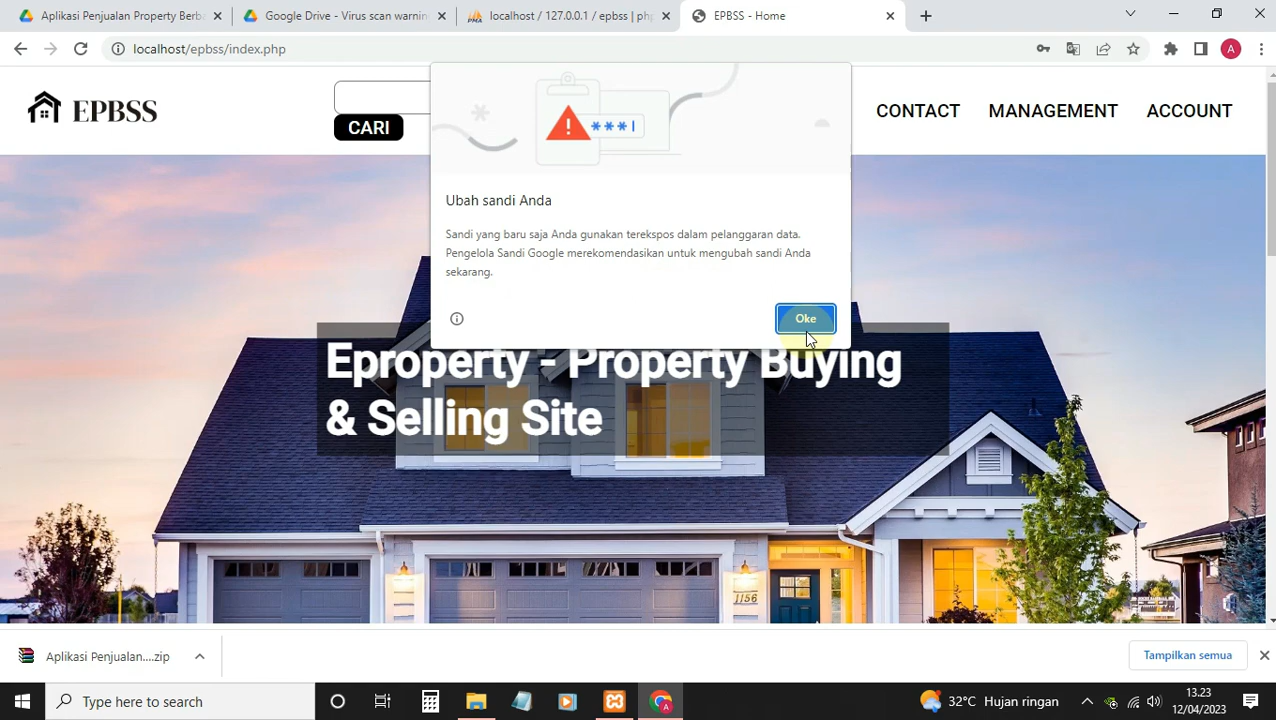 Aplikasi Penjualan Property Berb
Google Drive - Virus scan warnin
localhost / 127.0.0.1 / epbss | ph
EPBSS - Home
localhost/epbss/index.php
A
EPBSS
CARI
CONTACT
MANAGEMENT
ACCOUNT
Ubah sandi Anda
Sandi yang baru saja Anda gunakan terekspos dalam pelanggaran data.
Pengelola Sandi Google merekomendasikan untuk mengubah sandi Anda
sekarang.
Oke
Eproperty - Property Buying
& Selling Site
1156
Aplikasi Penjualan....zip
Tampilkan semua
Type here to search
32°C Hujan ringan
13.23
12/04/2023